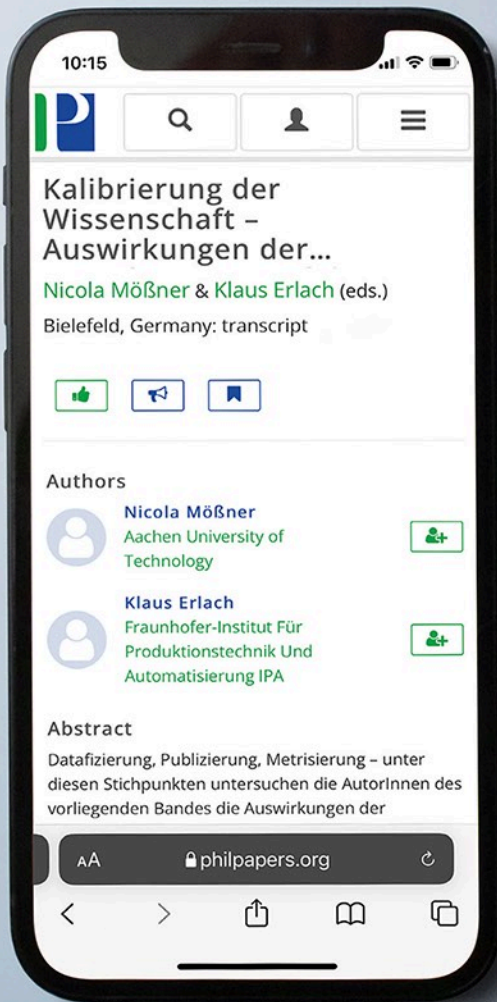 10:15
P
Kalibrierung der
Wissenschaft –
Auswirkungen der...
Nicola Mößner & Klaus Erlach (eds.)
Bielefeld, Germany: transcript
Authors
Nicola Mößner
Aachen University of
Technology
Klaus Erlach
Fraunhofer-Institut Für
Produktionstechnik Und
Automatisierung IPA
Abstract
Datafizierung, Publizierung, Metrisierung – unter
diesen Stichpunkten untersuchen die AutorInnen des
vorliegenden Bandes die Auswirkungen der
AA philpapers.org